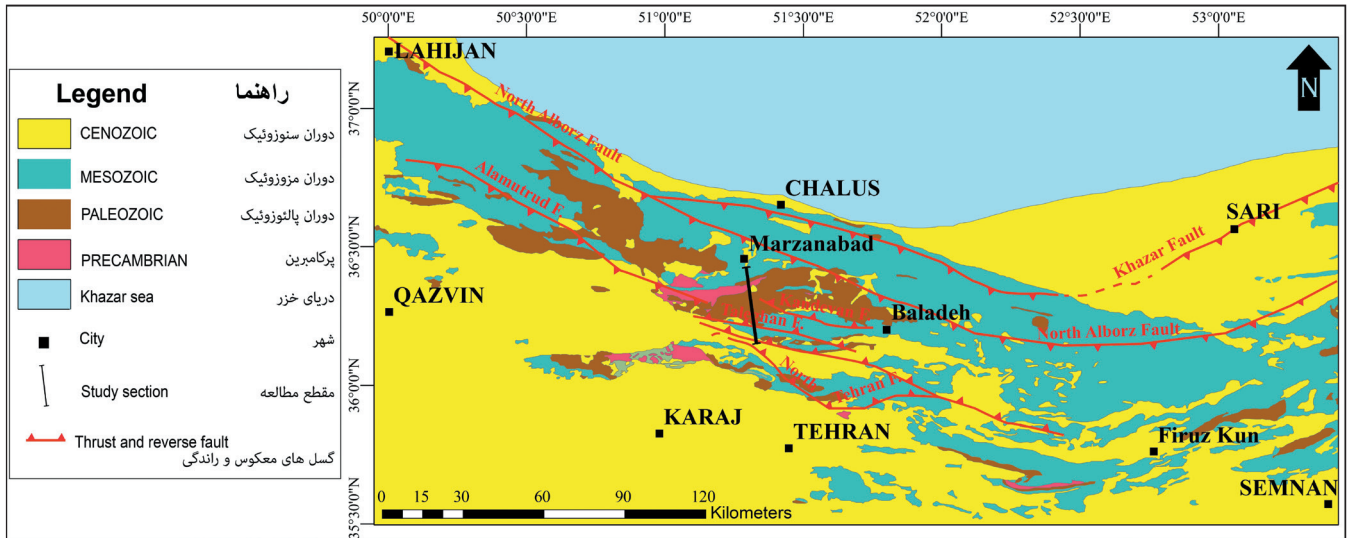 50°0'0"E 50°30'0"E 51°0'0"E 51°30'0"E 52°0'0"E 52°30'0"E 53°0'0"E
37°0'0"N
36°30'0"N
36°0'0"N
35°30'0"N
Legend راهنما
CENOZOIC دوران سنوزوئیک
MESOZOIC دوران مزوزوئیک
PALEOZOIC دوران پالئوزوئیک
PRECAMBRIAN پرکامبرین
Khazar sea دریای خزر
City شهر
Study section مقطع مطالعه
Thrust and reverse fault
گسل های معکوس و راندگی
LAHIJAN
N
North Alborz Fault
Alamutrud F.
CHALUS
SARI
Marzanabad
Khazar Fault
QAZVIN
Kandevan F.
Baladeh
North Alborz Fault
North
Tehran F.
KARAJ
TEHRAN
Firuz Kun
SEMNAN
0 15 30 60 90 120
Kilometers